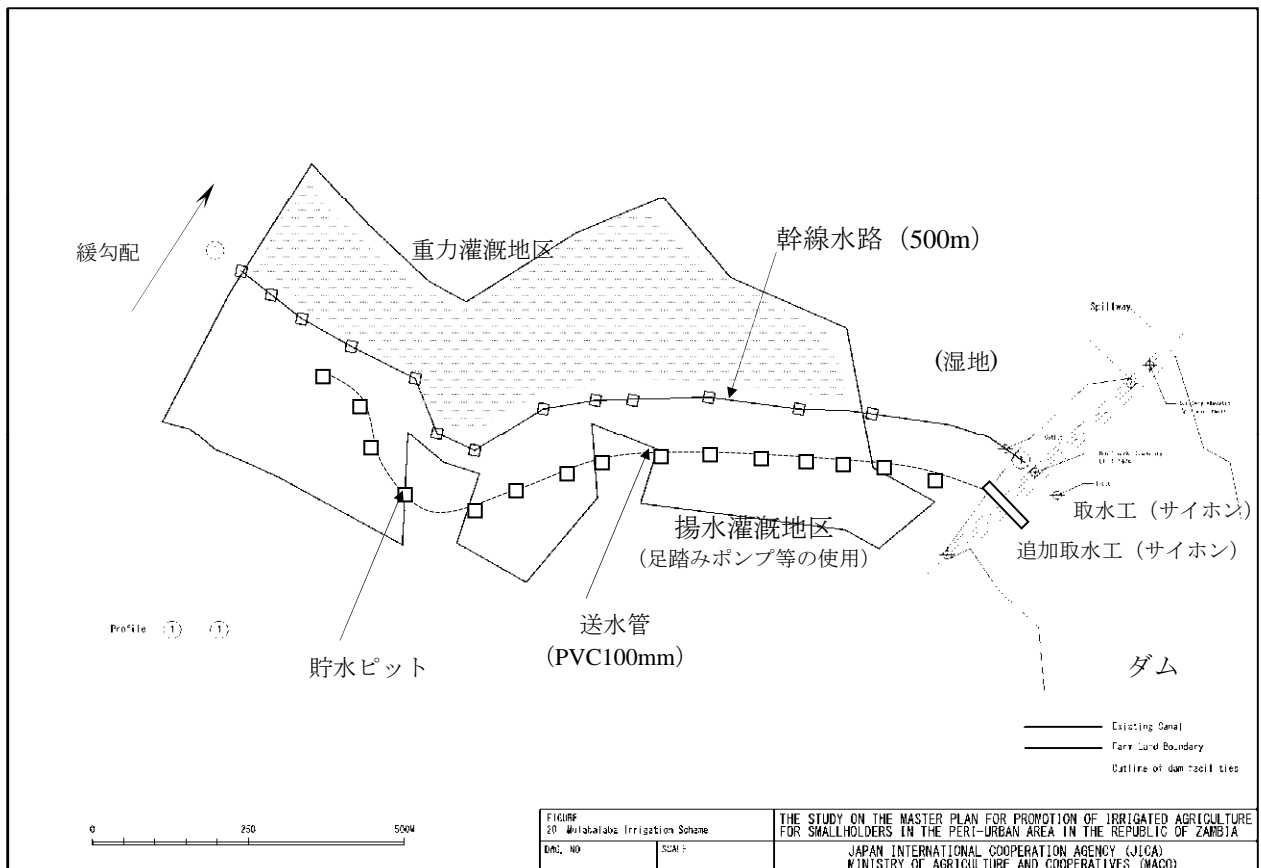 緩勾配
重力灌漑地区
幹線水路（500m）
Spillway
(湿地)
取水工（サイホン）
揚水灌漑地区
（足踏みポンプ等の使用）
追加取水工（サイホン）
送水管
（PVC100mm）
Profile 1 1
貯水ピット
ダム
Existing Canal
Farm Land Boundary
Outline of dam facilities
0 250 500M
FIGURE
20 Mulatalaba Irrigation Scheme
DWG. NO
SCALE
THE STUDY ON THE MASTER PLAN FOR PROMOTION OF IRRIGATED AGRICULTURE
FOR SMALLHOLDERS IN THE PERI-URBAN AREA IN THE REPUBLIC OF ZAMBIA
JAPAN INTERNATIONAL COOPERATION AGENCY (JICA)
MINISTRY OF AGRICULTURE AND COOPERATIVES (MACO)